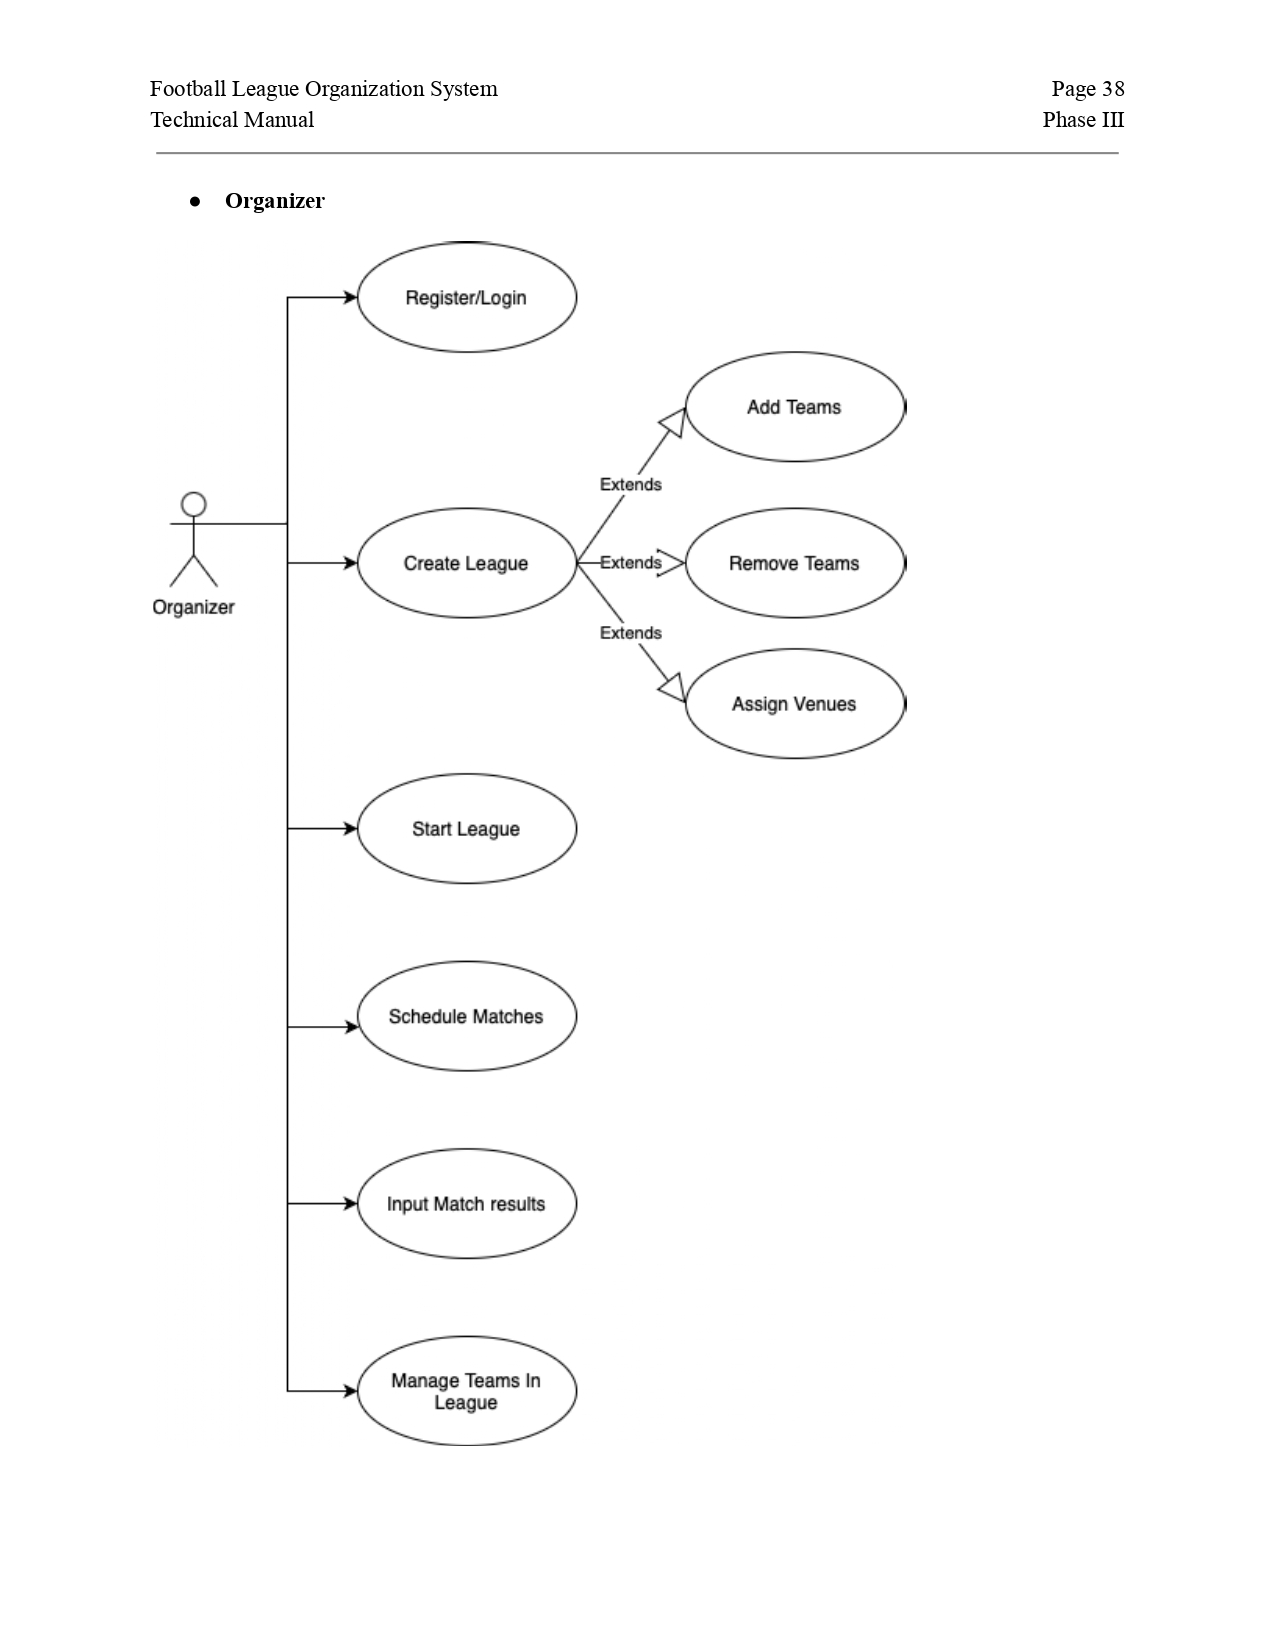 Football League Organization System
Page 38
Technical Manual
Phase III
● Organizer
Register/Login
Add Teams
Extends
Create League
Extends
Remove Teams
Organizer
Extends
Assign Venues
Start League
Schedule Matches
Input Match results
Manage Teams In
League